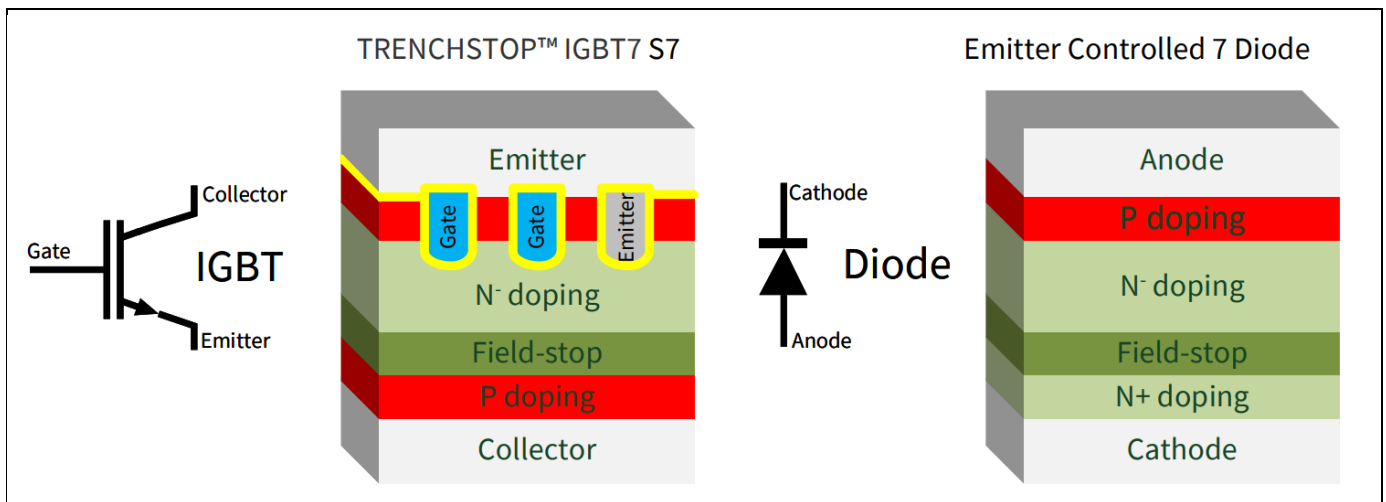 TRENCHSTOP™ IGBT7 S7
Emitter Controlled 7 Diode
Collector
Gate
IGBT
Emitter
Emitter
Gate
Gate
Emitter
N⁻ doping
Field-stop
P doping
Collector
Cathode
Diode
Anode
Anode
P doping
N⁻ doping
Field-stop
N+ doping
Cathode